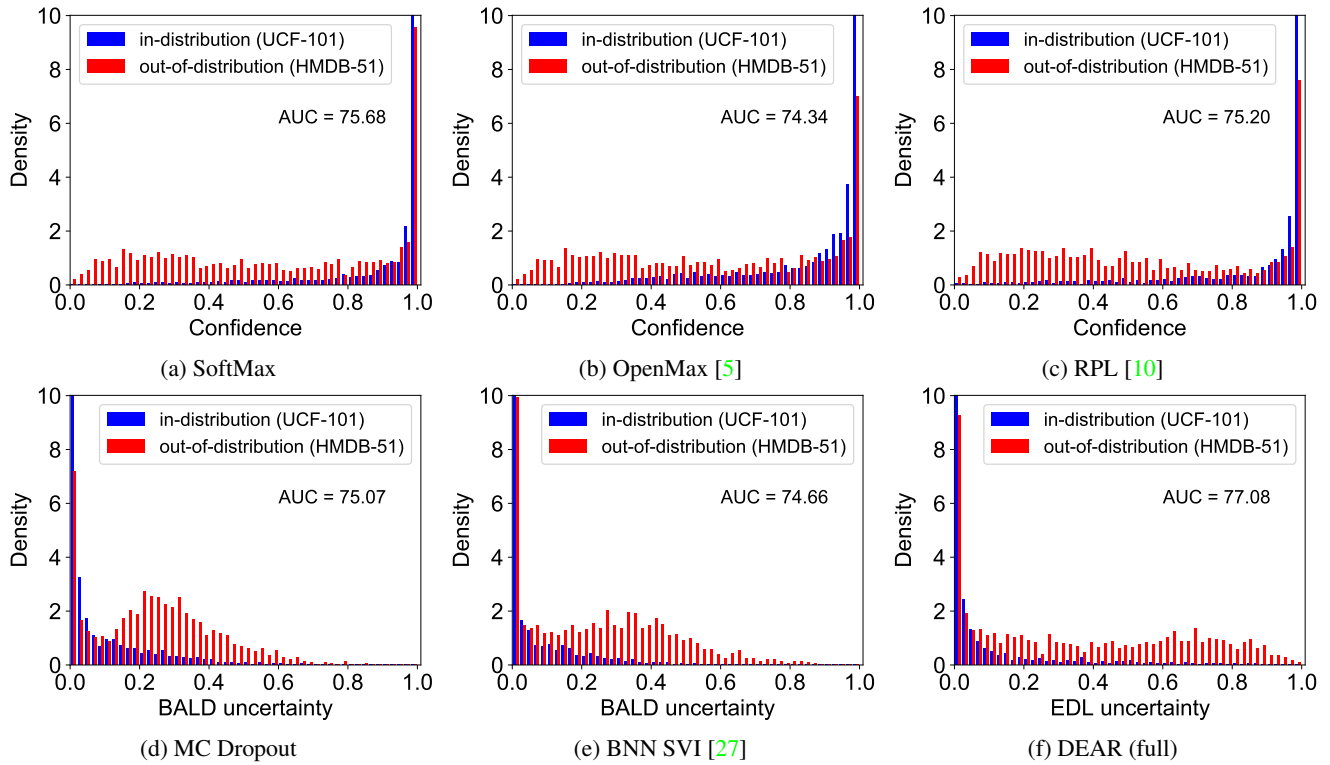 10
8
6
4
2
0
Density
in-distribution (UCF-101)
out-of-distribution (HMDB-51)
AUC = 75.68
0.0 0.2 0.4 0.6 0.8 1.0
Confidence
(a) SoftMax
10
8
6
4
2
0
Density
in-distribution (UCF-101)
out-of-distribution (HMDB-51)
AUC = 74.34
0.0 0.2 0.4 0.6 0.8 1.0
Confidence
(b) OpenMax [5]
10
8
6
4
2
0
Density
in-distribution (UCF-101)
out-of-distribution (HMDB-51)
AUC = 75.20
0.0 0.2 0.4 0.6 0.8 1.0
Confidence
(c) RPL [10]
10
8
6
4
2
0
Density
in-distribution (UCF-101)
out-of-distribution (HMDB-51)
AUC = 75.07
0.0 0.2 0.4 0.6 0.8 1.0
BALD uncertainty
(d) MC Dropout
10
8
6
4
2
0
Density
in-distribution (UCF-101)
out-of-distribution (HMDB-51)
AUC = 74.66
0.0 0.2 0.4 0.6 0.8 1.0
BALD uncertainty
(e) BNN SVI [27]
10
8
6
4
2
0
Density
in-distribution (UCF-101)
out-of-distribution (HMDB-51)
AUC = 77.08
0.0 0.2 0.4 0.6 0.8 1.0
EDL uncertainty
(f) DEAR (full)